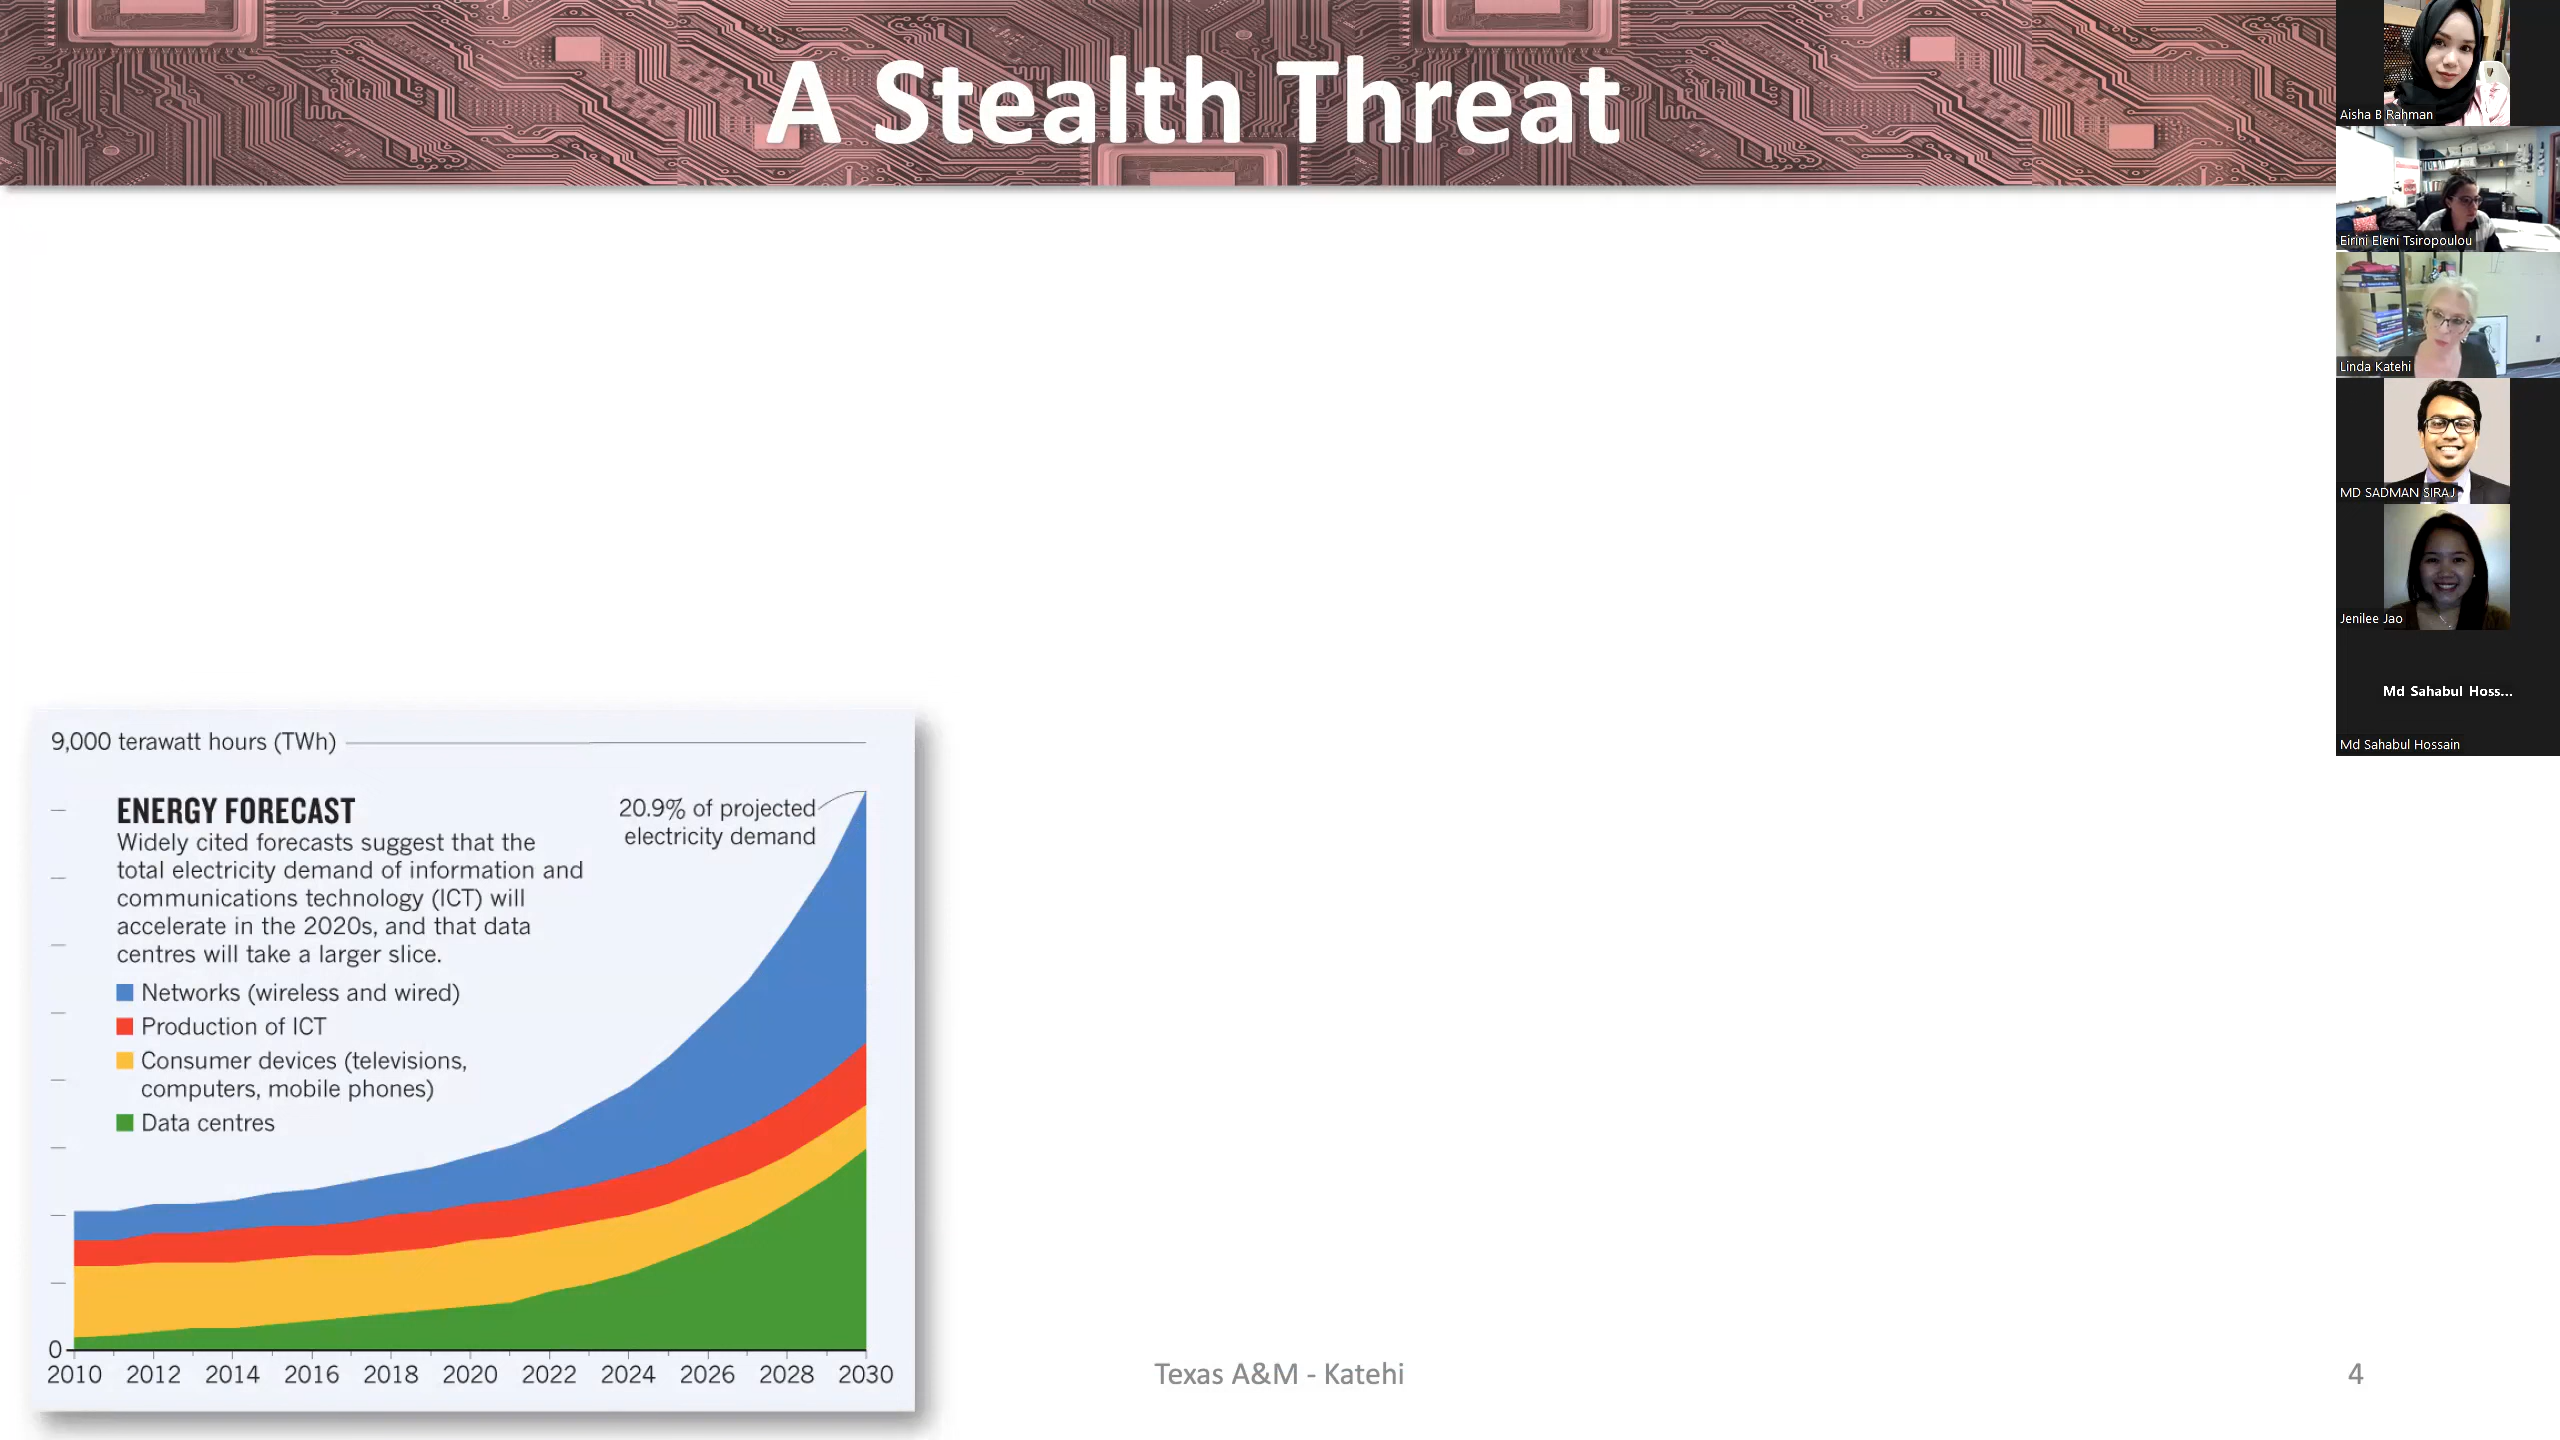 A Stealth Threat
9,000 terawatt hours (TWh)
ENERGY FORECAST
Widely cited forecasts suggest that the
total electricity demand of information and
communications technology (ICT) will
accelerate in the 2020s, and that data
centres will take a larger slice.
20.9% of projected
electricity demand
Networks (wireless and wired)
Production of ICT
Consumer devices (televisions,
computers, mobile phones)
Data centres
0
2010 2012 2014 2016 2018 2020 2022 2024 2026 2028 2030
Texas A&M - Katehi
4
Aisha B Rahman
Eirini Eleni Tsiropoulou
Linda Katehi
MD SADMAN SIRAJ
Jenilee Jao
Md Sahabul Hoss...
Md Sahabul Hossain